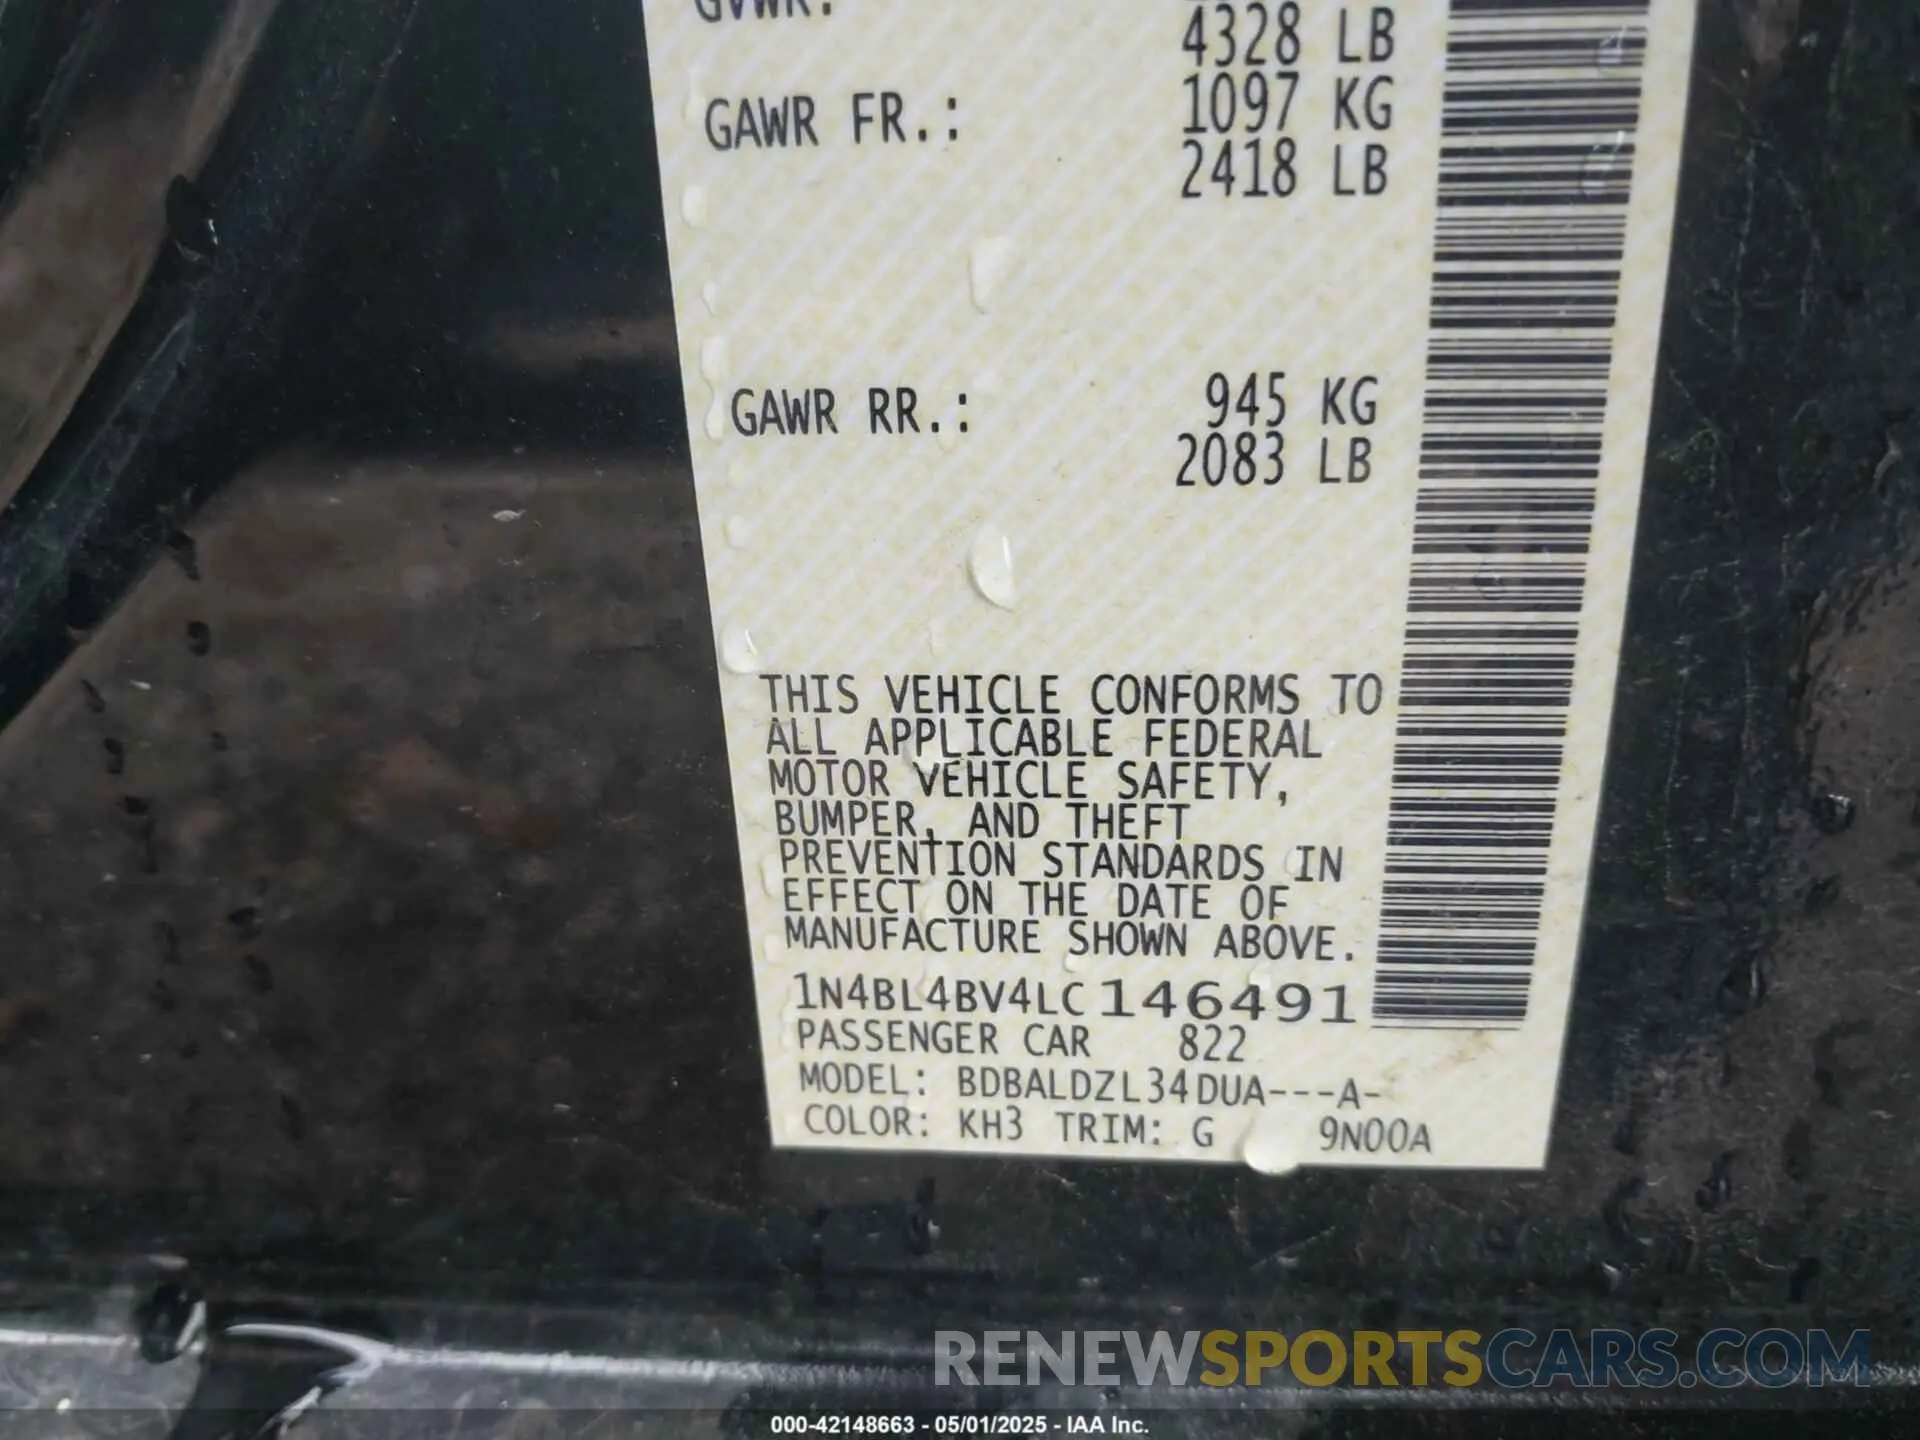 GVWR:
4328 LB
GAWR FR.: 1097 KG
2418 LB
GAWR RR.: 945 KG
2083 LB
THIS VEHICLE CONFORMS TO
ALL APPLICABLE FEDERAL
MOTOR VEHICLE SAFETY,
BUMPER, AND THEFT
PREVENTION STANDARDS IN
EFFECT ON THE DATE OF
MANUFACTURE SHOWN ABOVE.
1N4BL4BV4LC146491
PASSENGER CAR 822
MODEL: BDBALDZL34DUA---A-
COLOR: KH3 TRIM: G 9N00A
RENEWSPORTSCARS.COM
000-42148663 - 05/01/2025 - IAA Inc.